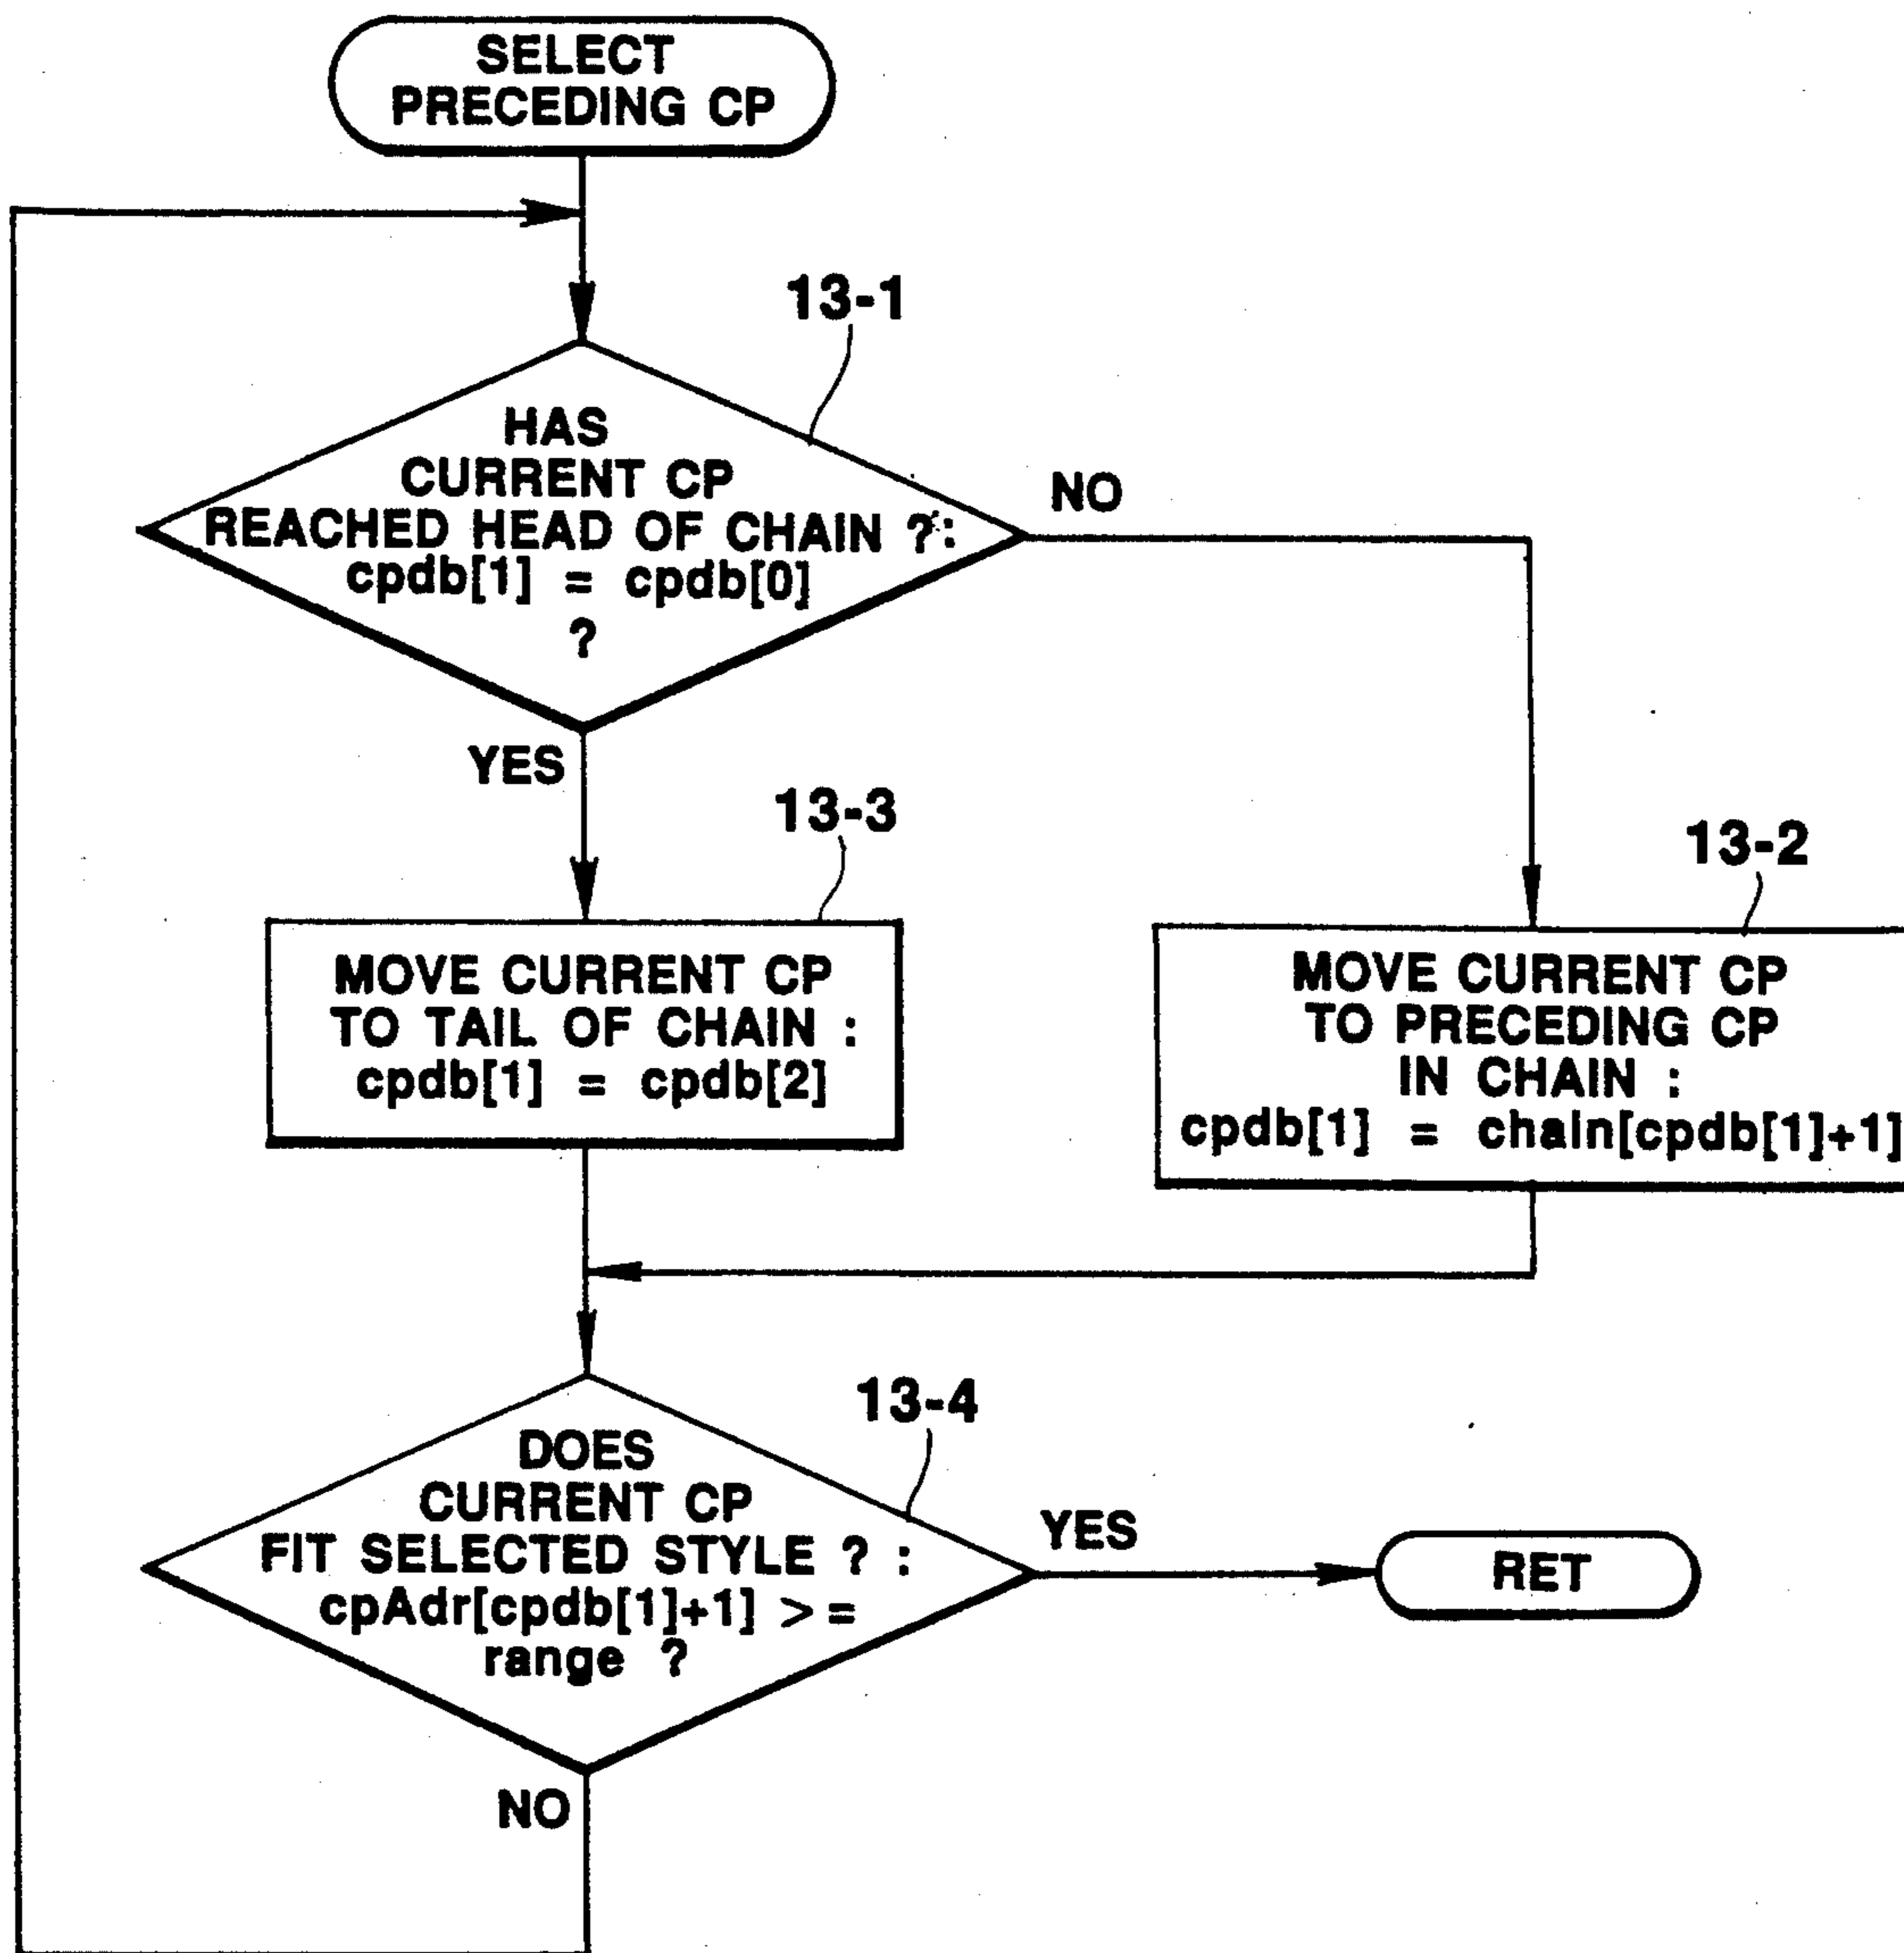 SELECT
PRECEDING CP
13-1
HAS
CURRENT CP
REACHED HEAD OF CHAIN ? :
cpdb[1] = cpdb[0]
?
NO
YES
13-3
MOVE CURRENT CP
TO TAIL OF CHAIN :
cpdb[1] = cpdb[2]
13-2
MOVE CURRENT CP
TO PRECEDING CP
IN CHAIN :
cpdb[1] = chain[cpdb[1]+1]
13-4
DOES
CURRENT CP
FIT SELECTED STYLE ? :
cpAdr[cpdb[1]+1] >=
range ?
YES
RET
NO